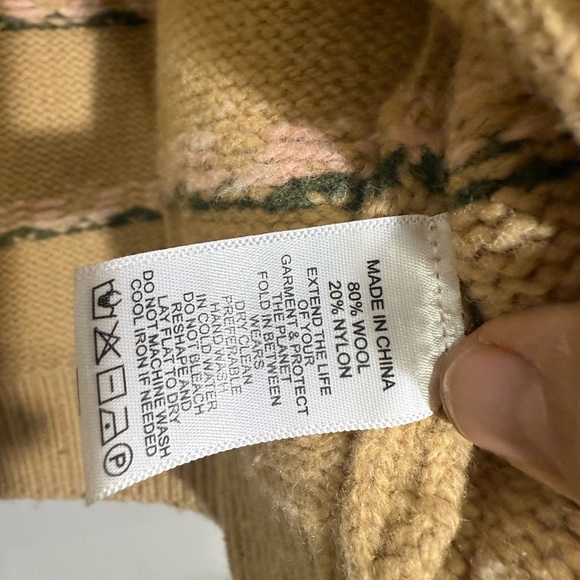 MADE IN CHINA
80% WOOL
20% NYLON
EXTEND THE LIFE
OF YOUR
GARMENT & PROTECT
THE PLANET
FOLD IN BETWEEN
WEARS
DRY CLEAN
PREFERABLE
HAND WASH
IN COLD WATER
DO NOT BLEACH
RESHAPE AND
LAY FLAT TO DRY
DO NOT MACHINE WASH
COOL IRON IF NEEDED
P